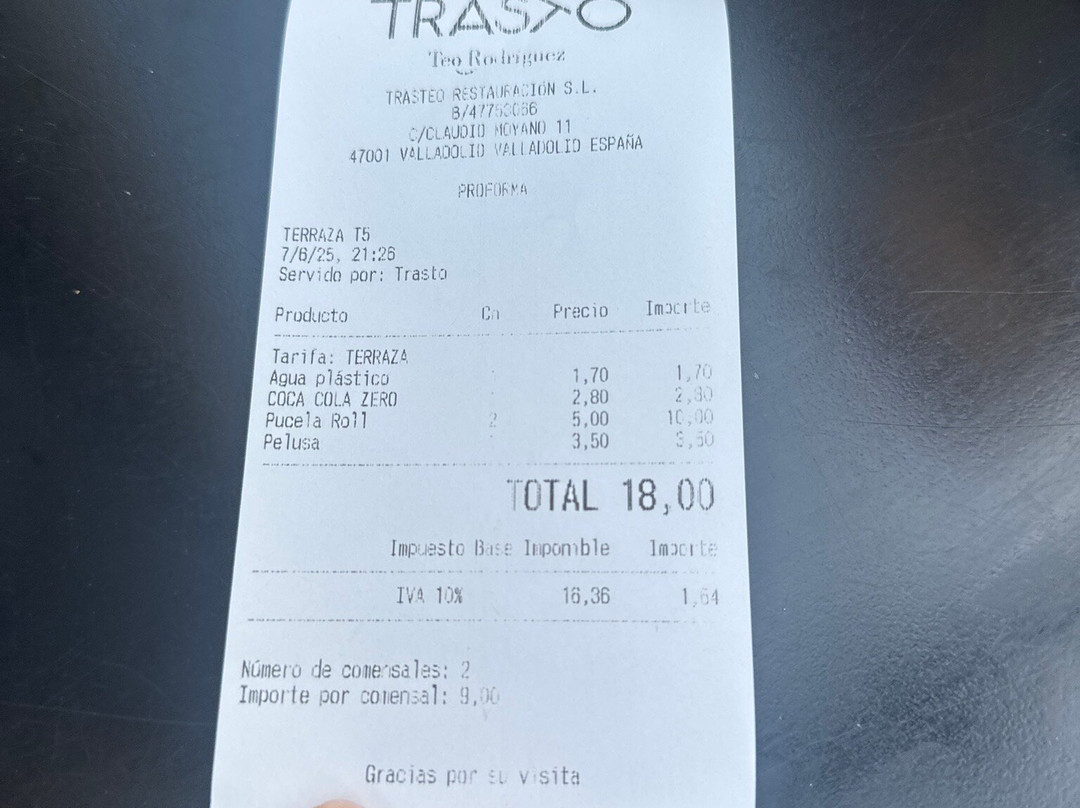 TRASTO
Teo Rodríguez
TRASTEO RESTAURACIÓN S.L.
C/CLAUDIO MOYANO 11
47001 VALLADOLID VALLADOLID ESPAÑA
PROFORMA
TERRAZA T5
7/6/25, 21:26
Servido por: Trasto
Producto Cn Precio Importe
Tarifa: TERRAZA
Agua plástico 1,70 1,70
COCA COLA ZERO 2,80 2,80
Pucela Roll 2 5,00 10,00
Pelusa 3,50 3,50
TOTAL 18,00
Impuesto Base Imponible Importe
IVA 10% 16,36 1,64
Número de comensales: 2
Importe por comensal: 9,00
Gracias por su visita